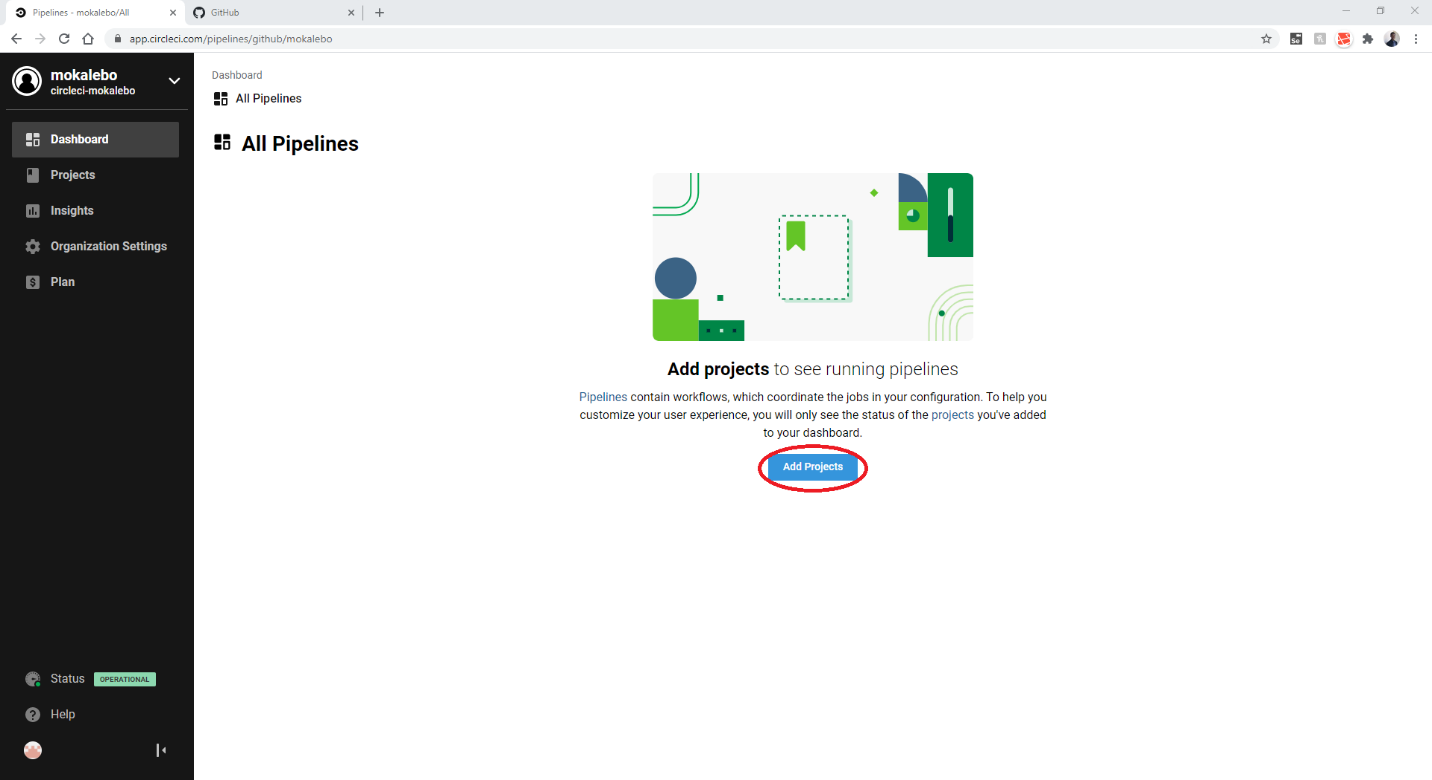 Pipelines - mokalebo/All
GitHub
app.circleci.com/pipelines/github/mokalebo
mokalebo
circleci-mokalebo
Dashboard
Projects
Insights
Organization Settings
Plan
Status OPERATIONAL
Help
Dashboard
All Pipelines
All Pipelines
Add projects to see running pipelines
Pipelines contain workflows, which coordinate the jobs in your configuration. To help you
customize your user experience, you will only see the status of the projects you've added
to your dashboard.
Add Projects